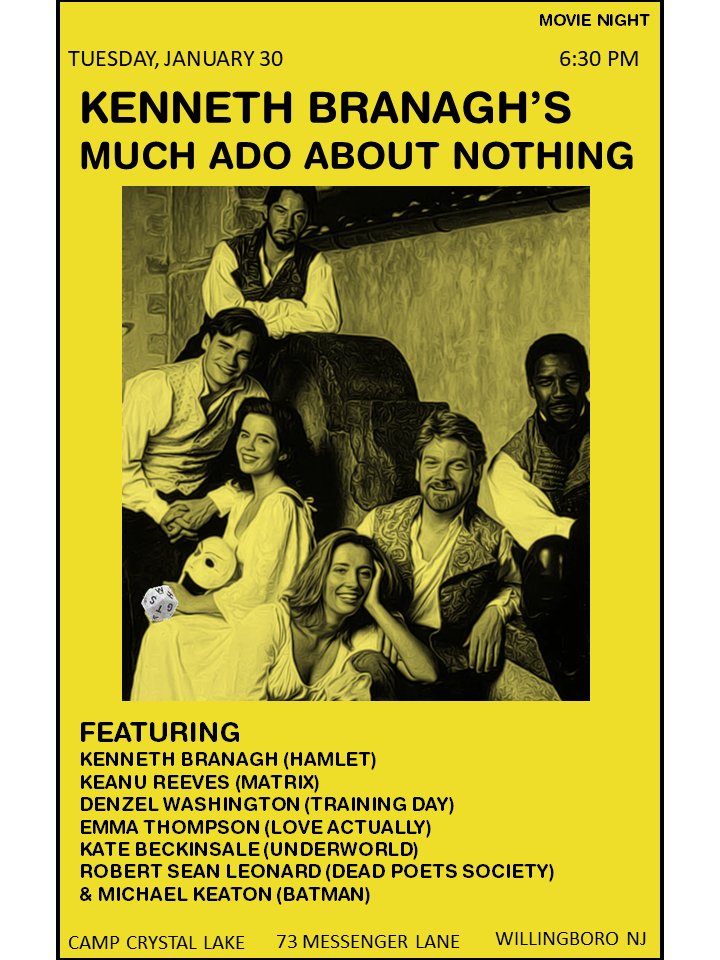 MOVIE NIGHT
TUESDAY, JANUARY 30 6:30 PM
KENNETH BRANAGH'S
MUCH ADO ABOUT NOTHING
FEATURING
KENNETH BRANAGH (HAMLET)
KEANU REEVES (MATRIX)
DENZEL WASHINGTON (TRAINING DAY)
EMMA THOMPSON (LOVE ACTUALLY)
KATE BECKINSALE (UNDERWORLD)
ROBERT SEAN LEONARD (DEAD POETS SOCIETY)
& MICHAEL KEATON (BATMAN)
CAMP CRYSTAL LAKE 73 MESSENGER LANE WILLINGBORO NJ